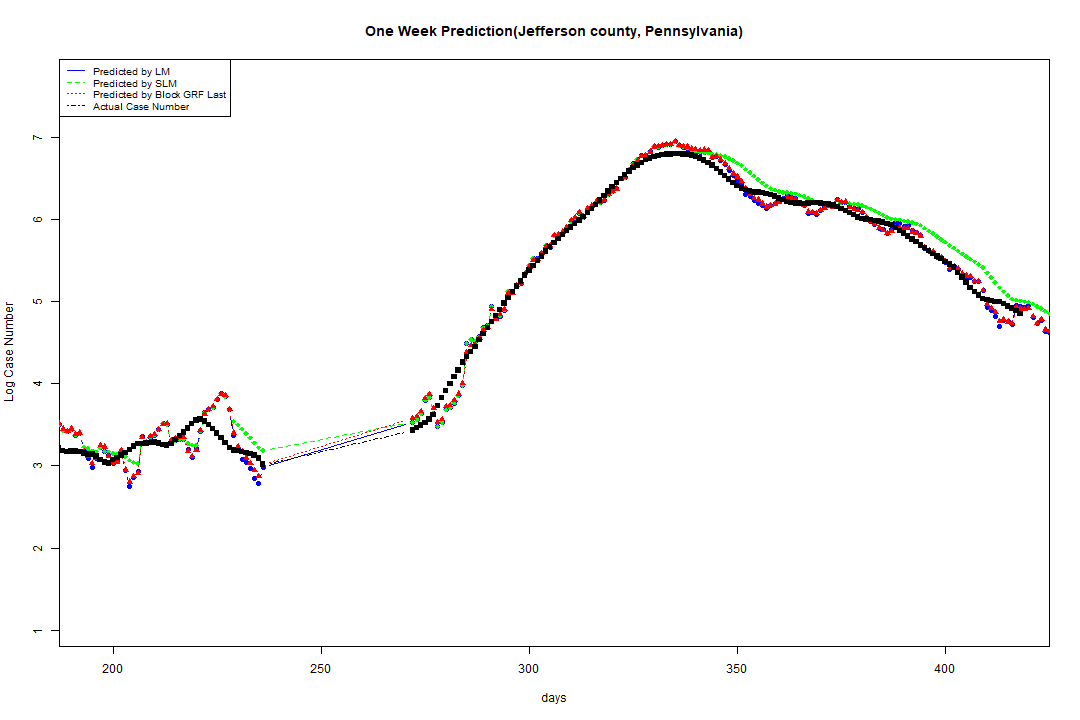 One Week Prediction(Jefferson county, Pennsylvania)
Predicted by LM
Predicted by SLM
Predicted by Block GRF Last
Actual Case Number
7
6
5
4
3
2
1
Log Case Number
200 250 300 350 400
days